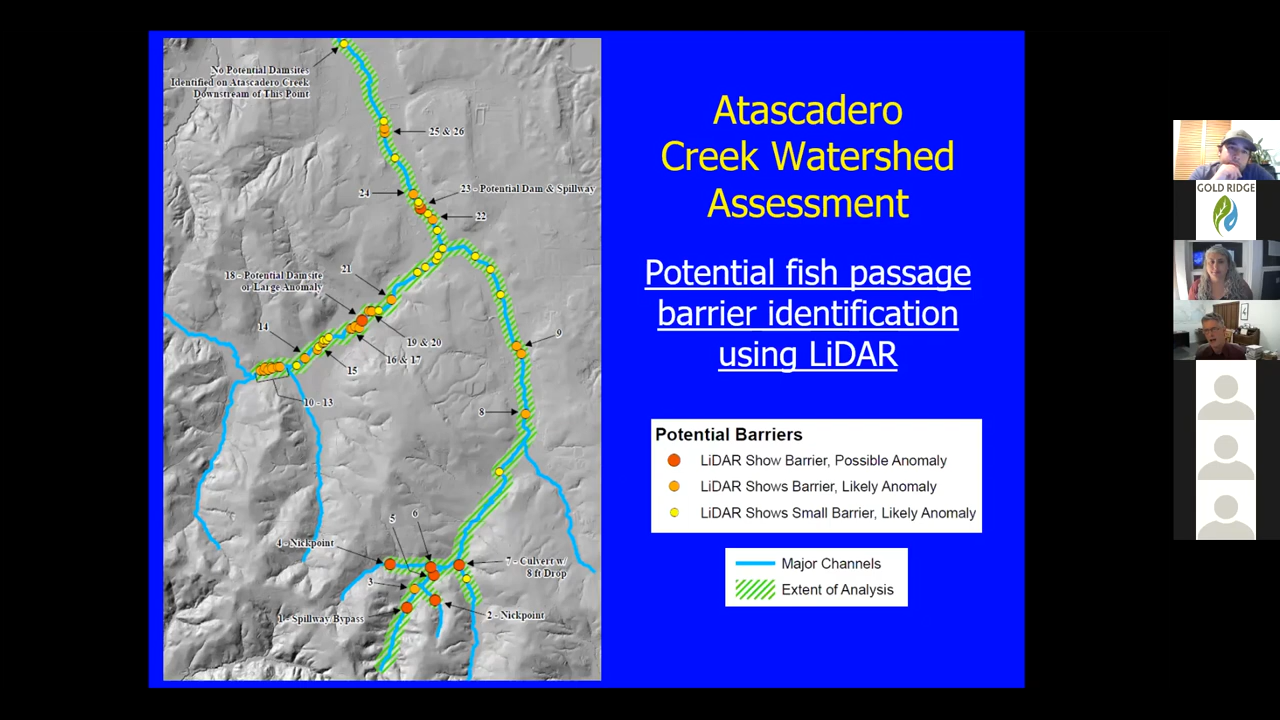 No Potential Damsites
Identified on Atascadero Creek
Downstream of This Point
25 & 26
24
23 - Potential Dam & Spillway
22
21
18 - Potential Damsite
or Large Anomaly
14
19 & 20
16 & 17
15
10 - 13
9
8
6
5
4 - Nickpoint
7 - Culvert w/
8 ft Drop
3
1 - Spillway/Bypass
2 - Nickpoint
Atascadero
Creek Watershed
Assessment
Potential fish passage
barrier identification
using LiDAR
Potential Barriers
LiDAR Show Barrier, Possible Anomaly
LiDAR Shows Barrier, Likely Anomaly
LiDAR Shows Small Barrier, Likely Anomaly
Major Channels
Extent of Analysis
GOLD RIDGE